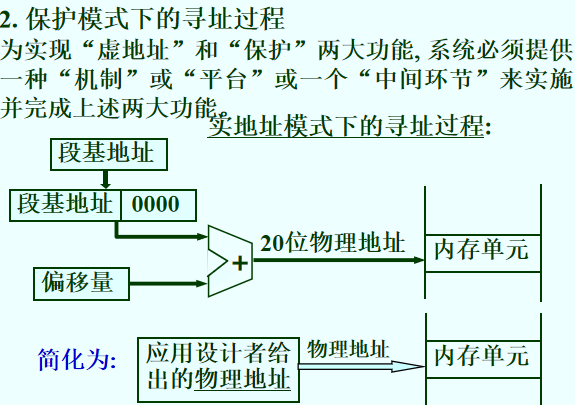 2. 保护模式下的寻址过程
为实现“虚地址”和“保护”两大功能, 系统必须提供
一种“机制”或“平台”或一个“中间环节”来实施
并完成上述两大功能。
实地址模式下的寻址过程:
段基地址
段基地址 0000
20位物理地址
内存单元
+
偏移量
简化为:
应用设计者给
出的物理地址
物理地址
内存单元